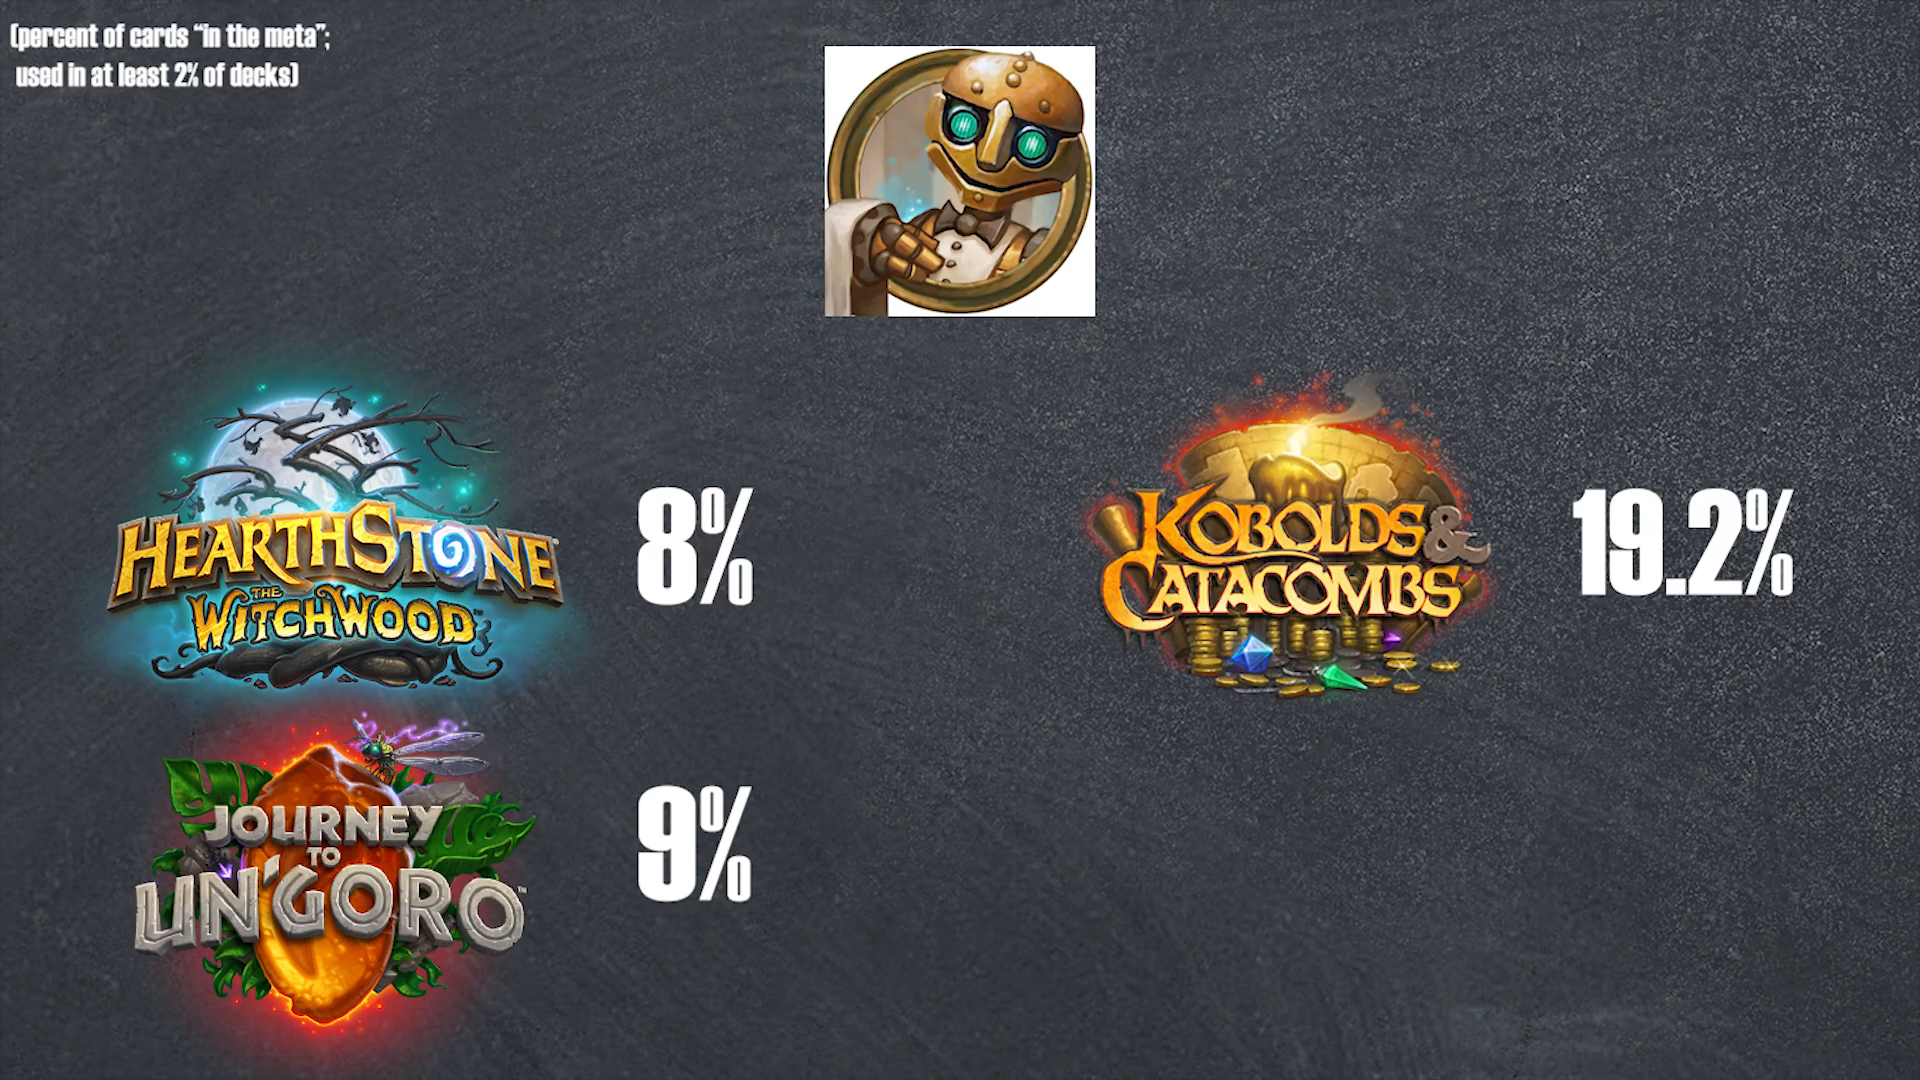 (percent of cards “in the meta”;
used in at least 2% of decks)
HEARTHSTONE
THE
WITCHWOOD
8%
KOBOLDS &
CATACOMBS
19.2%
JOURNEY
TO
UN'GORO
9%